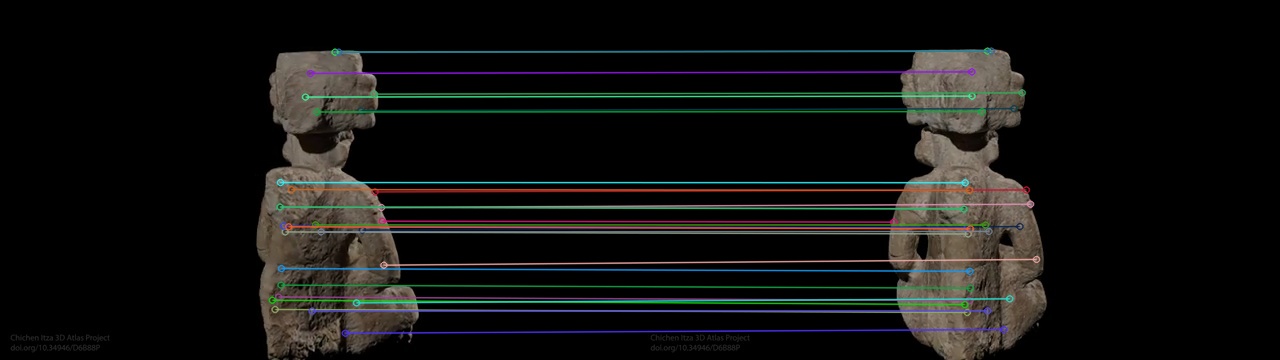 Chichen Itza 3D Atlas Project
doi.org/10.34946/D6B88P
Chichen Itza 3D Atlas Project
doi.org/10.34946/D6B88P